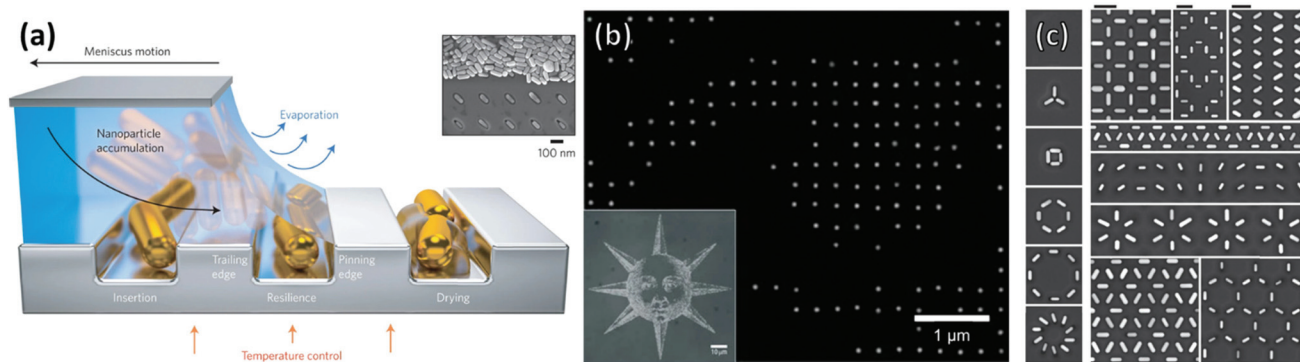 (a)
Meniscus motion
Nanoparticle
accumulation
Evaporation
100 nm
Trailing
edge
Pinning
edge
Insertion
Resilience
Drying
Temperature control
(b)
10 µm
1 µm
(c)